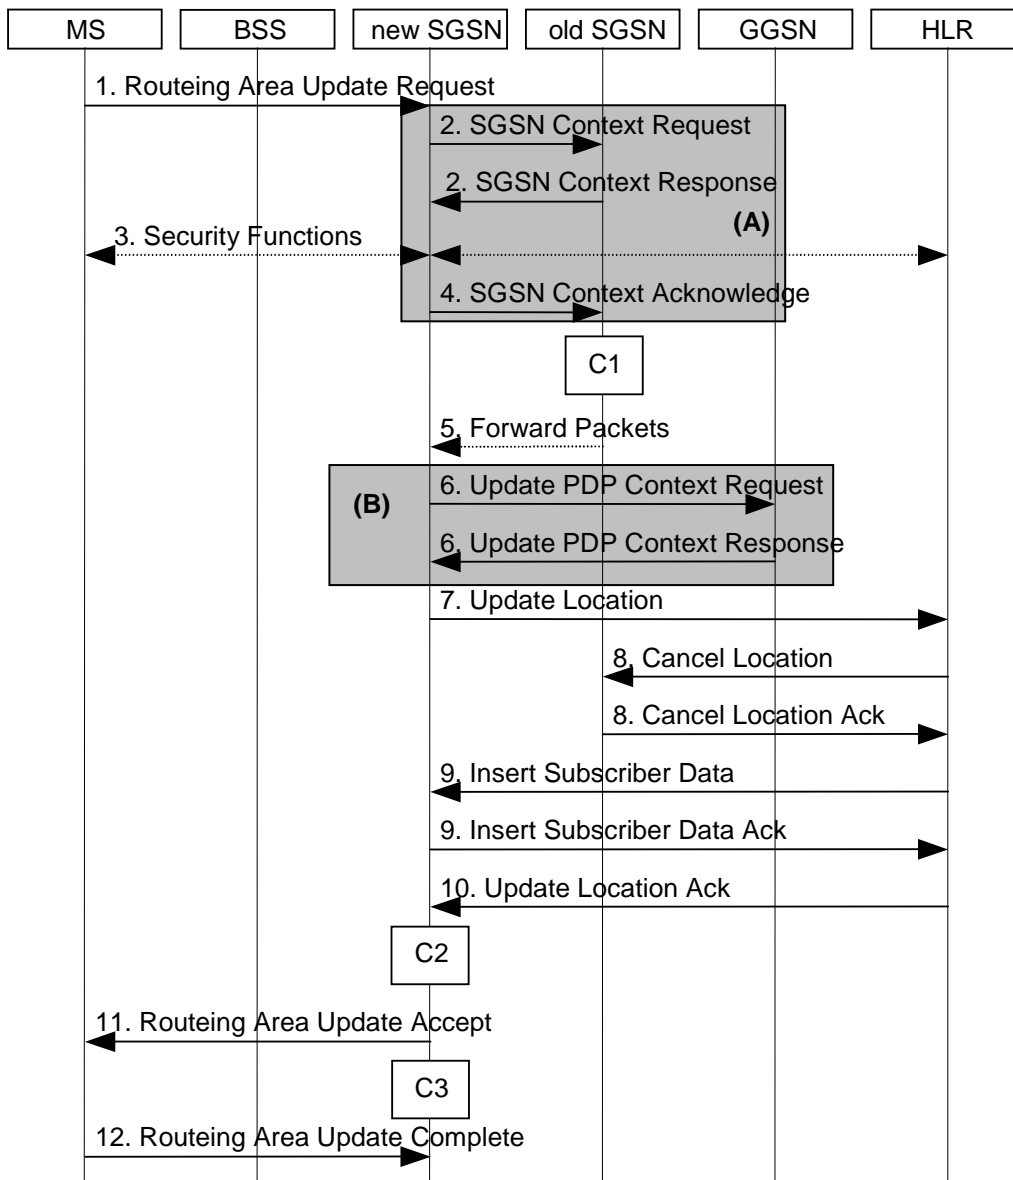 MS BSS new SGSN old SGSN GGSN HLR
1. Routeing Area Update Request
2. SGSN Context Request
2. SGSN Context Response
(A)
3. Security Functions
4. SGSN Context Acknowledge
C1
5. Forward Packets
6. Update PDP Context Request
(B)
6. Update PDP Context Response
7. Update Location
8. Cancel Location
8. Cancel Location Ack
9. Insert Subscriber Data
9. Insert Subscriber Data Ack
10. Update Location Ack
C2
11. Routeing Area Update Accept
C3
12. Routeing Area Update Complete